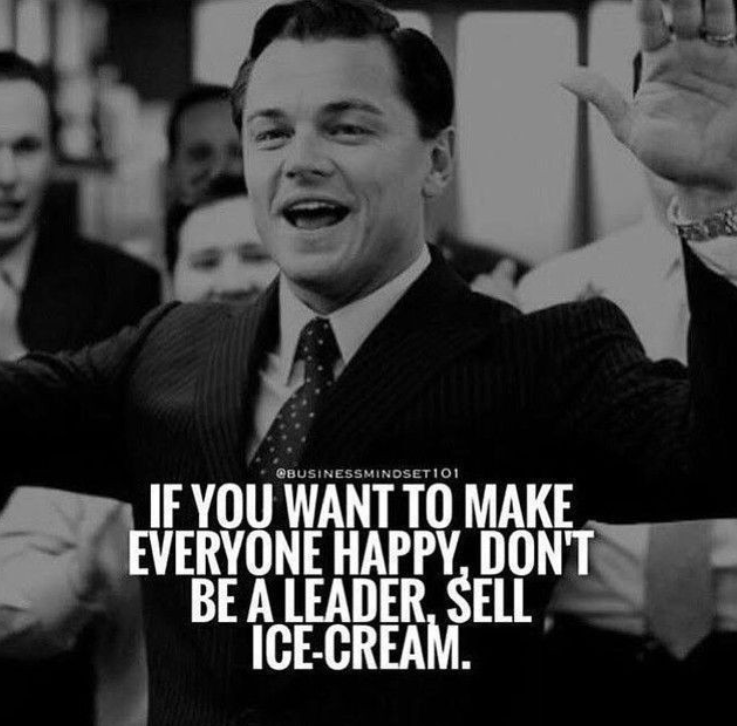 @BUSINESSMINDSET101
IF YOU WANT TO MAKE
EVERYONE HAPPY, DON'T
BE A LEADER, SELL
ICE-CREAM.